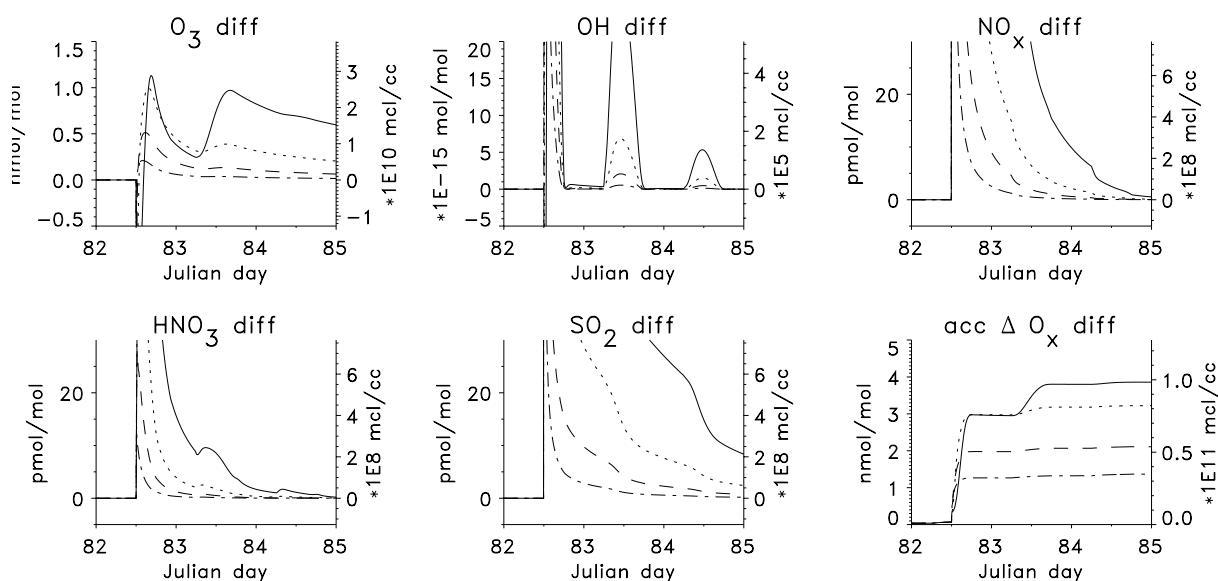 O3 diff
1.5
1.0
0.5
0.0
−0.5
3
2
1
0
−1
*1E10 mcl/cc
82 83 84 85
Julian day
OH diff
*1E−15 mol/mol
20
15
10
5
0
−5
4
2
0
*1E5 mcl/cc
82 83 84 85
Julian day
NOx diff
pmol/mol
20
0
6
4
2
0
*1E8 mcl/cc
82 83 84 85
Julian day
HNO3 diff
pmol/mol
20
0
6
4
2
0
*1E8 mcl/cc
82 83 84 85
Julian day
SO2 diff
pmol/mol
20
0
6
4
2
0
*1E8 mcl/cc
82 83 84 85
Julian day
acc Δ Ox diff
nmol/mol
5
4
3
2
1
0
1.0
0.5
0.0
*1E11 mcl/cc
82 83 84 85
Julian day